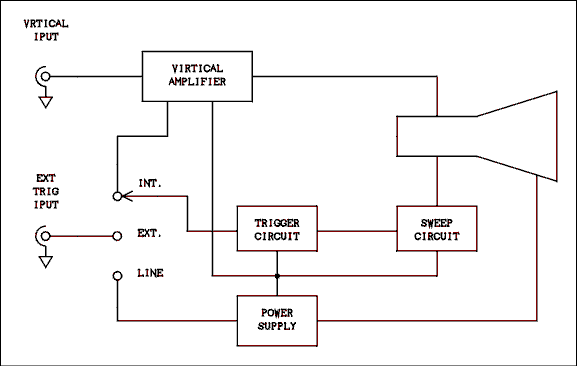 VRTICAL
IPUT
VIRTICAL
AMPLIFIER
EXT
TRIG
IPUT
INT.
EXT.
LINE
TRIGGER
CIRCUIT
SWEEP
CIRCUIT
POWER
SUPPLY